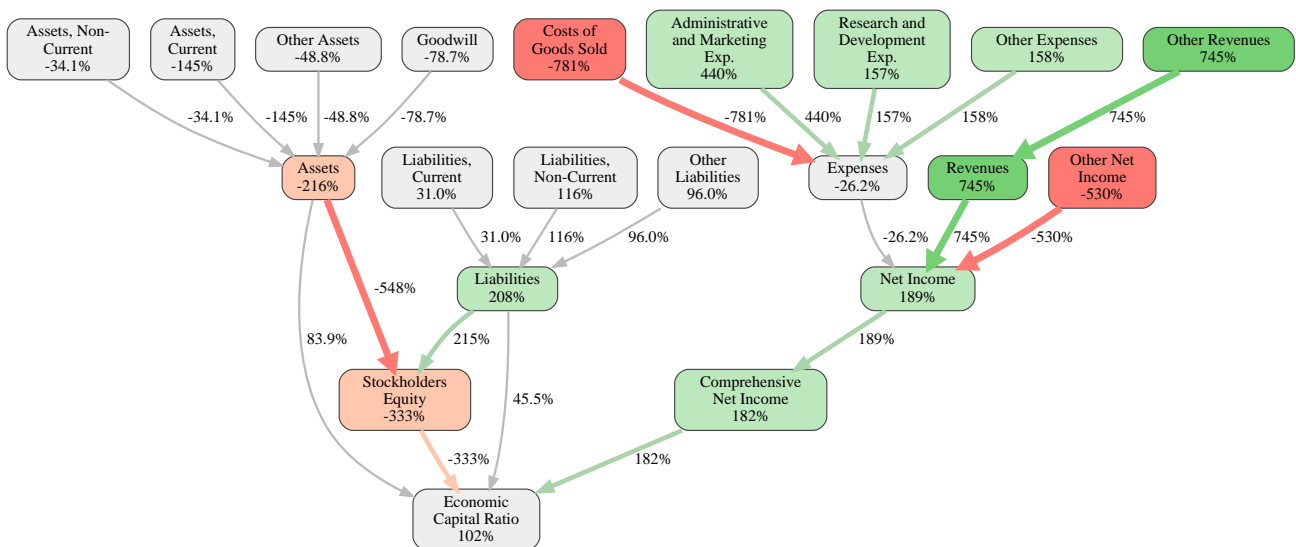 Assets, Non-
Current
-34.1%
Assets,
Current
-145%
Other Assets
-48.8%
Goodwill
-78.7%
Costs of
Goods Sold
-781%
Administrative
and Marketing
Exp.
440%
Research and
Development
Exp.
157%
Other Expenses
158%
Other Revenues
745%
-34.1%
-145%
-48.8%
-78.7%
-781%
440%
157%
158%
745%
Assets
-216%
Liabilities,
Current
31.0%
Liabilities,
Non-Current
116%
Other
Liabilities
96.0%
Expenses
-26.2%
Revenues
745%
Other Net
Income
-530%
31.0%
116%
96.0%
-26.2%
745%
-530%
-548%
Liabilities
208%
Net Income
189%
83.9%
215%
189%
Stockholders
Equity
-333%
45.5%
Comprehensive
Net Income
182%
-333%
182%
Economic
Capital Ratio
102%